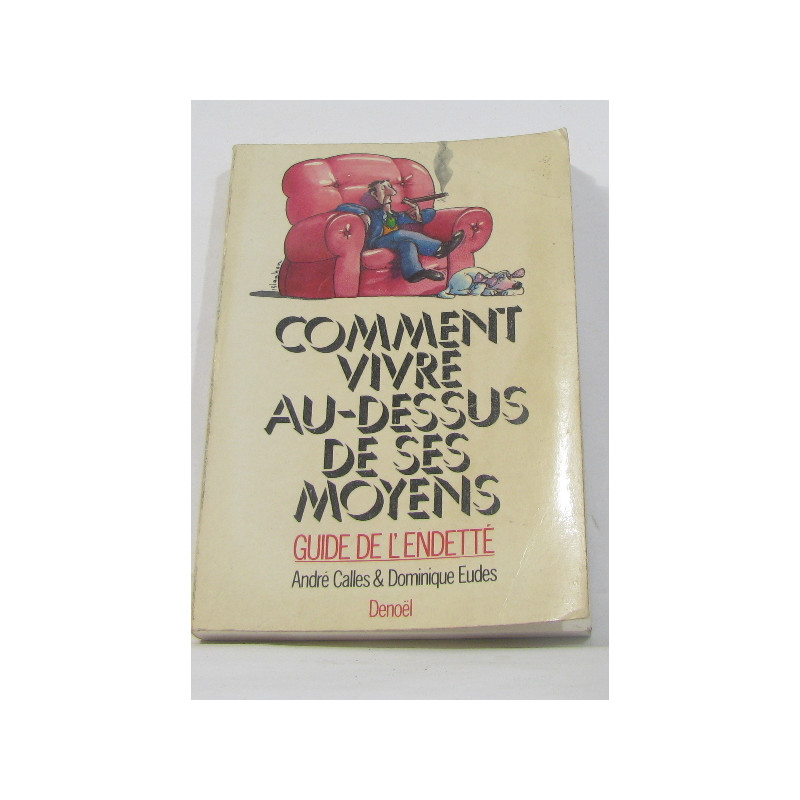 COMMENT
VIVRE
AU-DESSUS
DE SES
MOYENS
GUIDE DE L'ENDETTÉ
André Calles & Dominique Eudes
Denoël